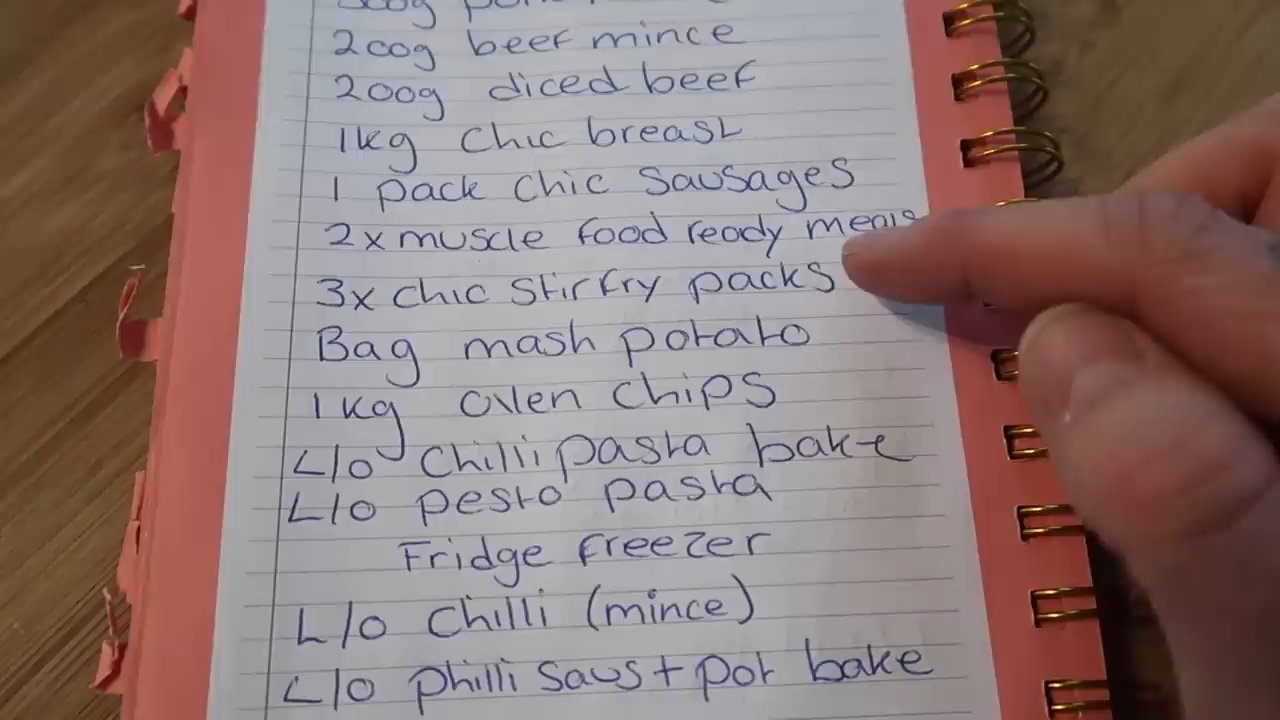 200g beef mince
200g diced beef
1kg Chic breast
1 pack Chic Sausages
2x muscle food ready meals
3x chic Stir fry packs
Bag mash potato
1kg oven chips
L/O Chilli pasta bake
L/O pesto pasta
Fridge freezer
L/O Chilli (mince)
L/O philli saus + pot bake